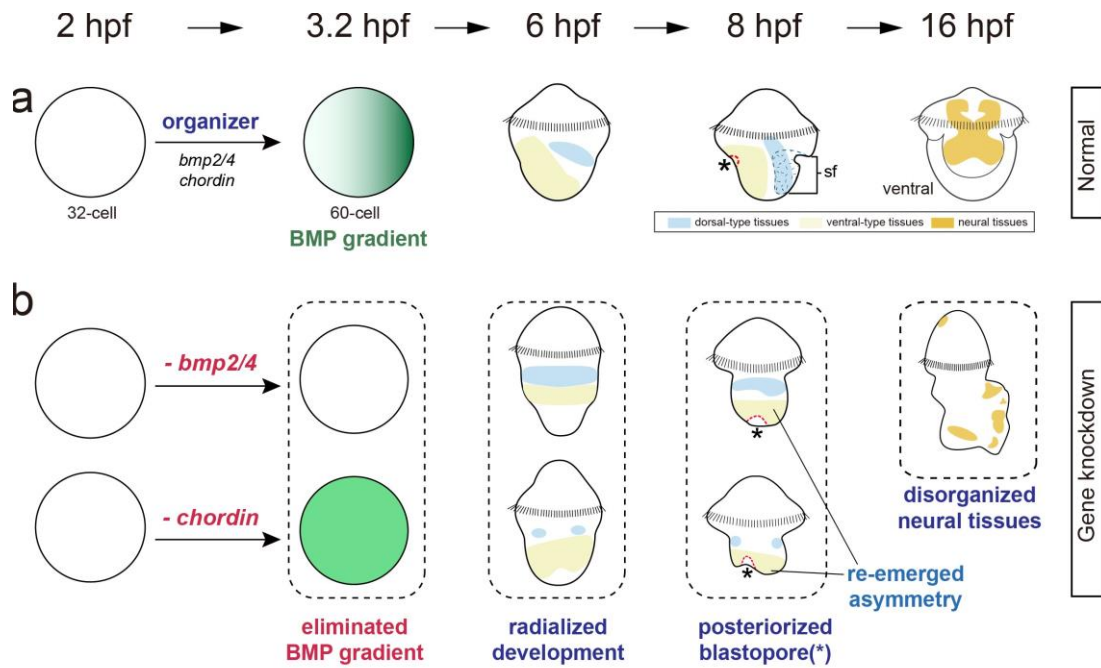 2 hpf 3.2 hpf 6 hpf 8 hpf 16 hpf
a
organizer
bmp2/4
chordin
32-cell
60-cell
BMP gradient
*
sf
ventral
Normal
dorsal-type tissues ventral-type tissues neural tissues
b
- bmp2/4
*
- chordin
*
disorganized
neural tissues
re-emerged
asymmetry
Gene knockdown
eliminated
BMP gradient
radialized
development
posteriorized
blastopore(*)